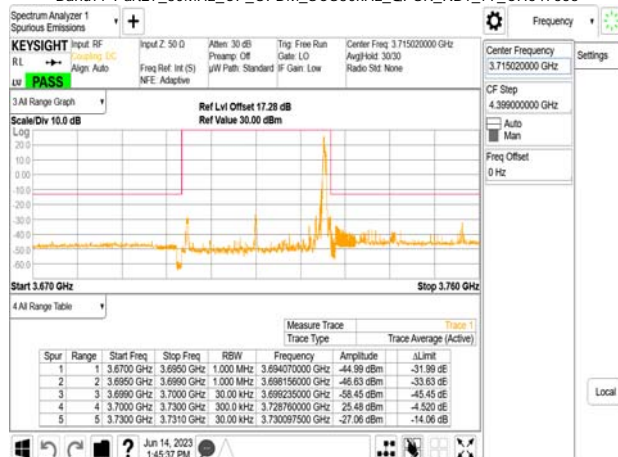 Spectrum Analyzer 1
Spurious Emissions
Frequency
KEYSIGHT
RL
PASS
Input: RF
Coupling: DC
Align: Auto
Input Z: 50 Ω
Freq Ref: Int (S)
NFE: Adaptive
Atten: 30 dB
Preamp: Off
µW Path: Standard
Trig: Free Run
Gate: LO
IF Gain: Low
Center Freq: 3.715020000 GHz
Avg|Hold: 30/30
Radio Std: None
Center Frequency
3.715020000 GHz
Settings
CF Step
4.399000000 GHz
Auto
Man
Freq Offset
0 Hz
Local
3 All Range Graph
Scale/Div 10.0 dB
Ref Lvl Offset 17.28 dB
Ref Value 30.00 dBm
Log
20.0
10.0
0.00
-10.0
-20.0
-30.0
-40.0
-50.0
-60.0
Start 3.670 GHz
Stop 3.760 GHz
4 All Range Table
Measure Trace Trace 1
Trace Type Trace Average (Active)
Spur Range Start Freq Stop Freq RBW Frequency Amplitude ΔLimit
1 1 3.6700 GHz 3.6950 GHz 1.000 MHz 3.694070000 GHz -44.99 dBm -31.99 dB
2 2 3.6950 GHz 3.6990 GHz 1.000 MHz 3.698156000 GHz -46.63 dBm -33.63 dB
3 3 3.6990 GHz 3.7000 GHz 30.00 kHz 3.699235000 GHz -58.45 dBm -45.45 dB
4 4 3.7000 GHz 3.7300 GHz 300.0 kHz 3.728760000 GHz 25.48 dBm -4.520 dB
5 5 3.7300 GHz 3.7310 GHz 30.00 kHz 3.730097500 GHz -27.06 dBm -14.06 dB
Jun 14, 2023
1:45:37 PM